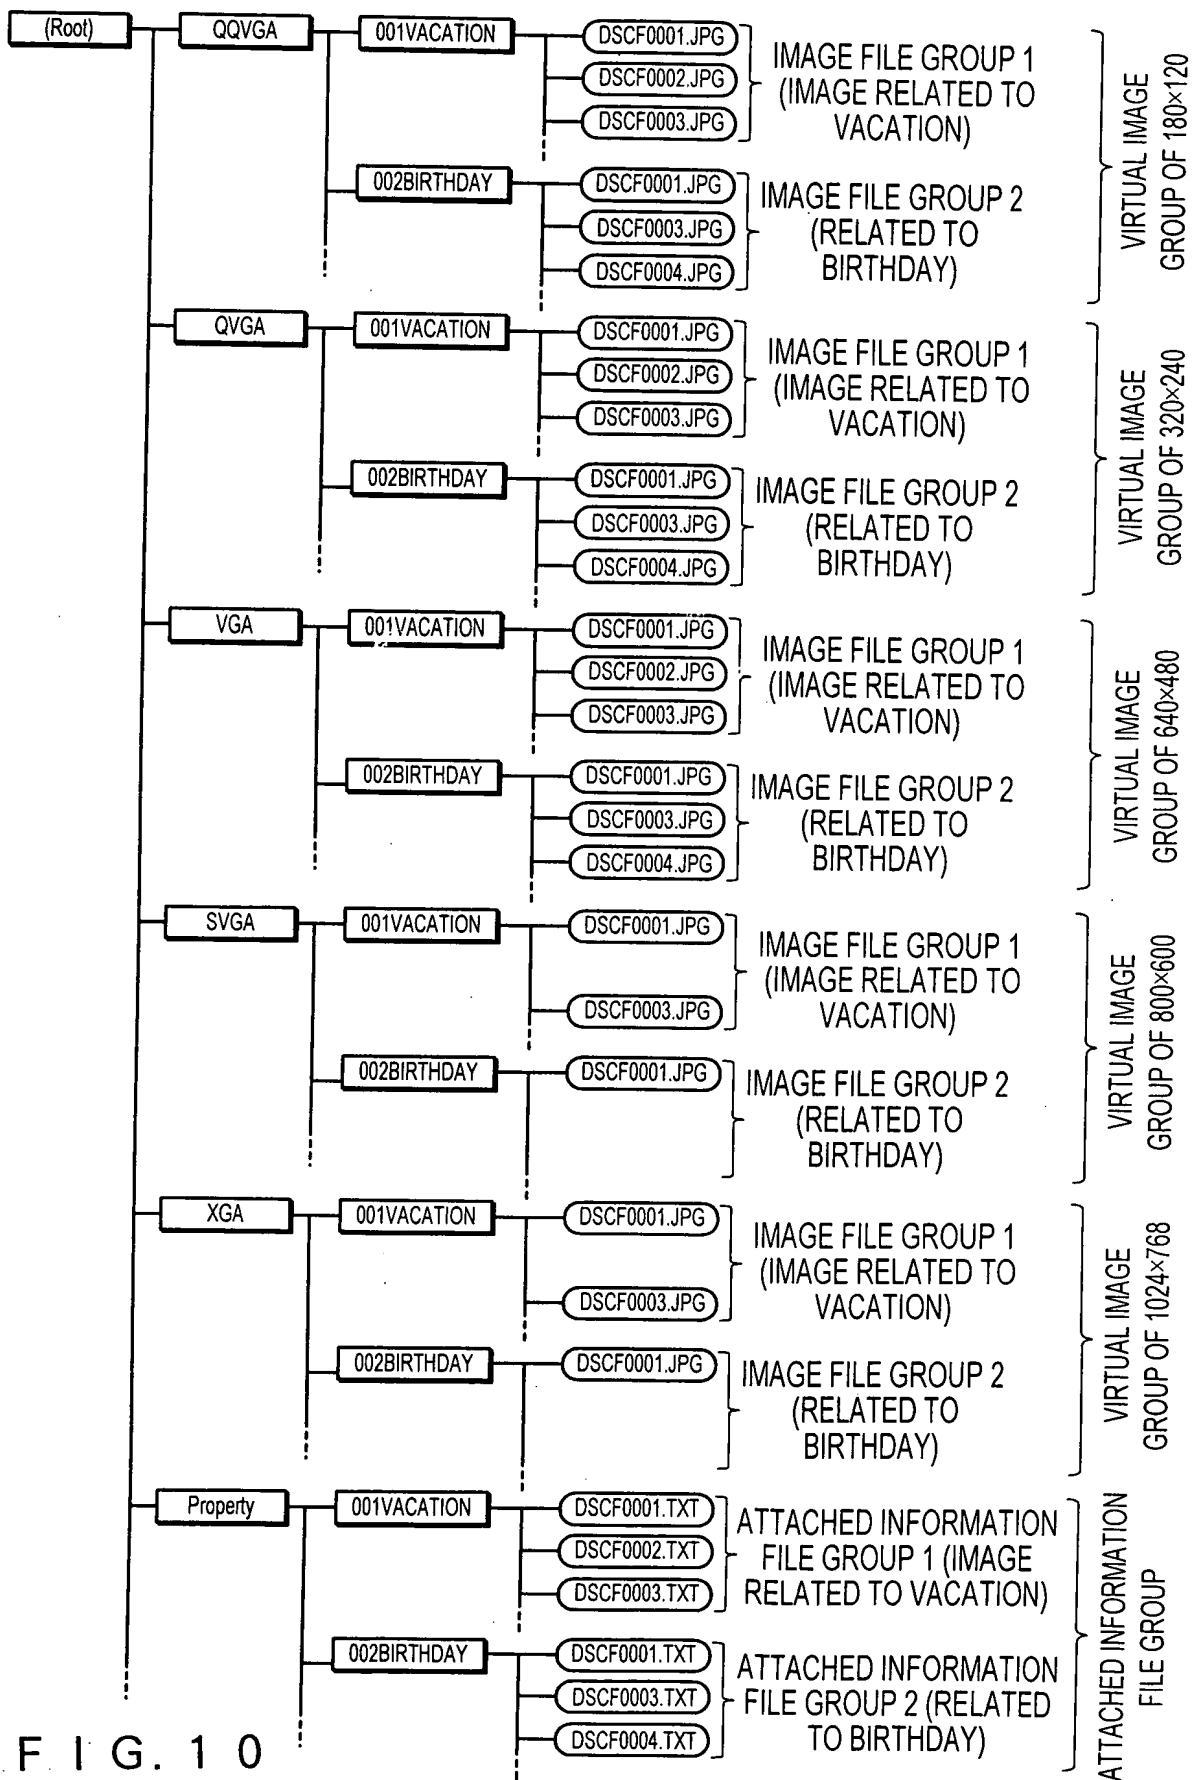 (Root)
QQVGA
001VACATION
DSCF0001.JPG
DSCF0002.JPG
DSCF0003.JPG
IMAGE FILE GROUP 1
(IMAGE RELATED TO
VACATION)
002BIRTHDAY
DSCF0001.JPG
DSCF0003.JPG
DSCF0004.JPG
IMAGE FILE GROUP 2
(RELATED TO
BIRTHDAY)
VIRTUAL IMAGE
GROUP OF 180×120
QVGA
001VACATION
DSCF0001.JPG
DSCF0002.JPG
DSCF0003.JPG
IMAGE FILE GROUP 1
(IMAGE RELATED TO
VACATION)
002BIRTHDAY
DSCF0001.JPG
DSCF0003.JPG
DSCF0004.JPG
IMAGE FILE GROUP 2
(RELATED TO
BIRTHDAY)
VIRTUAL IMAGE
GROUP OF 320×240
VGA
001VACATION
DSCF0001.JPG
DSCF0002.JPG
DSCF0003.JPG
IMAGE FILE GROUP 1
(IMAGE RELATED TO
VACATION)
002BIRTHDAY
DSCF0001.JPG
DSCF0003.JPG
DSCF0004.JPG
IMAGE FILE GROUP 2
(RELATED TO
BIRTHDAY)
VIRTUAL IMAGE
GROUP OF 640×480
SVGA
001VACATION
DSCF0001.JPG
DSCF0003.JPG
IMAGE FILE GROUP 1
(IMAGE RELATED TO
VACATION)
002BIRTHDAY
DSCF0001.JPG
IMAGE FILE GROUP 2
(RELATED TO
BIRTHDAY)
VIRTUAL IMAGE
GROUP OF 800×600
XGA
001VACATION
DSCF0001.JPG
DSCF0003.JPG
IMAGE FILE GROUP 1
(IMAGE RELATED TO
VACATION)
002BIRTHDAY
DSCF0001.JPG
IMAGE FILE GROUP 2
(RELATED TO
BIRTHDAY)
VIRTUAL IMAGE
GROUP OF 1024×768
Property
001VACATION
DSCF0001.TXT
DSCF0002.TXT
DSCF0003.TXT
ATTACHED INFORMATION
FILE GROUP 1 (IMAGE
RELATED TO VACATION)
002BIRTHDAY
DSCF0001.TXT
DSCF0003.TXT
DSCF0004.TXT
ATTACHED INFORMATION
FILE GROUP 2 (RELATED
TO BIRTHDAY)
ATTACHED INFORMATION
FILE GROUP
FIG. 10